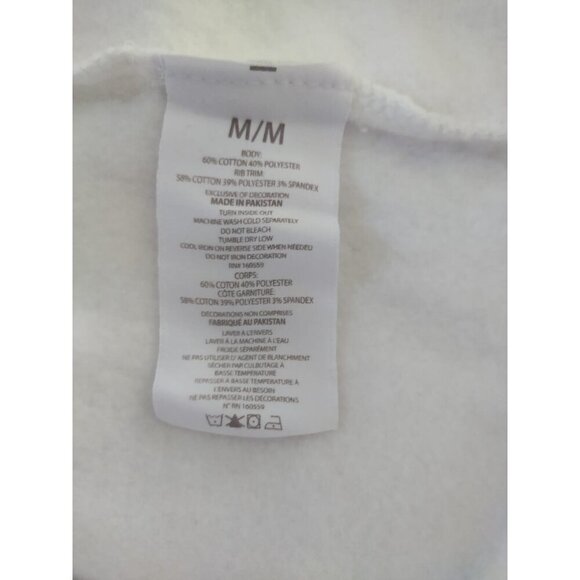 M/M
BODY:
60% COTTON 40% POLYESTER
RIB TRIM:
58% COTTON 39% POLYESTER 3% SPANDEX
EXCLUSIVE OF DECORATION
MADE IN PAKISTAN
TURN INSIDE OUT
MACHINE WASH COLD SEPARATELY
DO NOT BLEACH
TUMBLE DRY LOW
COOL IRON ON REVERSE SIDE WHEN NEEDED
DO NOT IRON DECORATION
RN# 160559
CORPS:
60% COTON 40% POLYESTER
CÔTE GARNITURE:
58% COTON 39% POLYESTER 3% SPANDEX
DÉCORATIONS NON COMPRISES
FABRIQUÉ AU PAKISTAN
LAVER À L'ENVERS
LAVER À LA MACHINE À L'EAU
FROIDE SÉPARÉMENT
NE PAS UTILISER D'AGENT DE BLANCHIMENT
SÉCHER PAR CULBUTAGE À
BASSE TEMPÉRATURE
REPASSER À BASSE TEMPÉRATURE À
L'ENVERS AU BESOIN
NE PAS REPASSER LES DÉCORATIONS
N° RN 160559